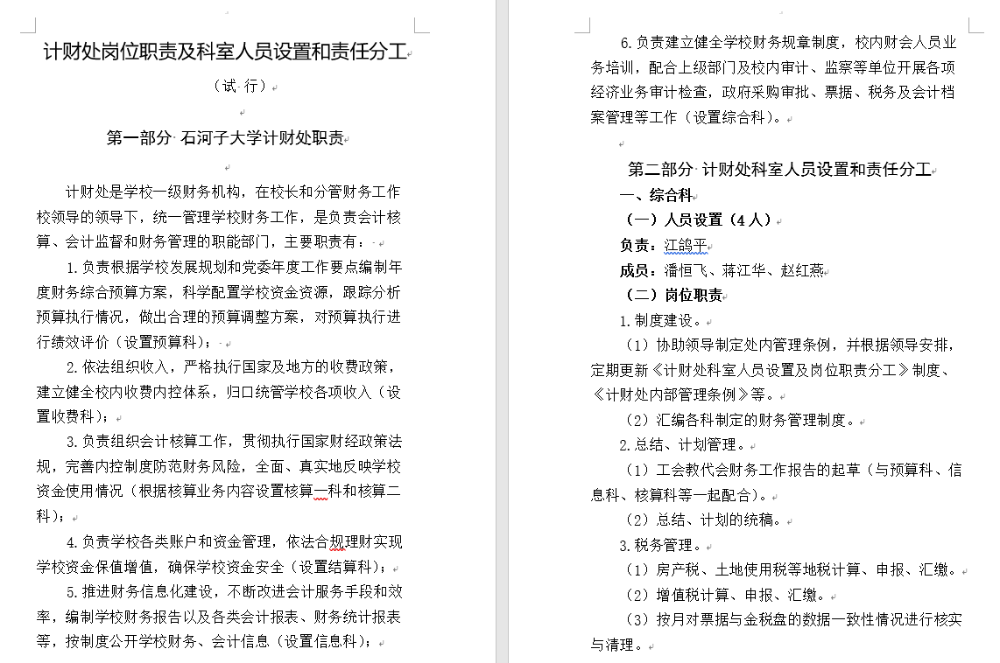 计财处岗位职责及科室人员设置和责任分工
（试 行）
第一部分 石河子大学计财处职责
计财处是学校一级财务机构，在校长和分管财务工作
校领导的领导下，统一管理学校财务工作，是负责会计核
算、会计监督和财务管理的职能部门，主要职责有：
1.负责根据学校发展规划和党委年度工作要点编制年
度财务综合预算方案，科学配置学校资金资源，跟踪分析
预算执行情况，做出合理的预算调整方案，对预算执行进
行绩效评价（设置预算科）；
2.依法组织收入，严格执行国家及地方的收费政策，
建立健全校内收费内控体系，归口统管学校各项收入（设
置收费科）；
3.负责组织会计核算工作，贯彻执行国家财经政策法
规，完善内控制度防范财务风险，全面、真实地反映学校
资金使用情况（根据核算业务内容设置核算一科和核算二
科）；
4.负责学校各类账户和资金管理，依法合规理财实现
学校资金保值增值，确保学校资金安全（设置结算科）；
5.推进财务信息化建设，不断改进会计服务手段和效
率，编制学校财务报告以及各类会计报表、财务统计报表
等，按制度公开学校财务、会计信息（设置信息科）；
6.负责建立健全学校财务规章制度，校内财会人员业
务培训，配合上级部门及校内审计、监察等单位开展各项
经济业务审计检查，政府采购审批、票据、税务及会计档
案管理等工作（设置综合科）。
第二部分 计财处科室人员设置和责任分工
一、综合科
（一）人员设置（4人）
负责：江鸽平
成员：潘恒飞、蒋江华、赵红燕
（二）岗位职责
1.制度建设。
（1）协助领导制定处内管理条例，并根据领导安排，
定期更新《计财处科室人员设置及岗位职责分工》制度、
《计财处内部管理条例》等。
（2）汇编各科制定的财务管理制度。
2.总结、计划管理。
（1）工会教代会财务工作报告的起草（与预算科、信
息科、核算科等一起配合）。
（2）总结、计划的统稿。
3.税务管理。
（1）房产税、土地使用税等地税计算、申报、汇缴。
（2）增值税计算、申报、汇缴。
（3）按月对票据与金税盘的数据一致性情况进行核实
与清理。